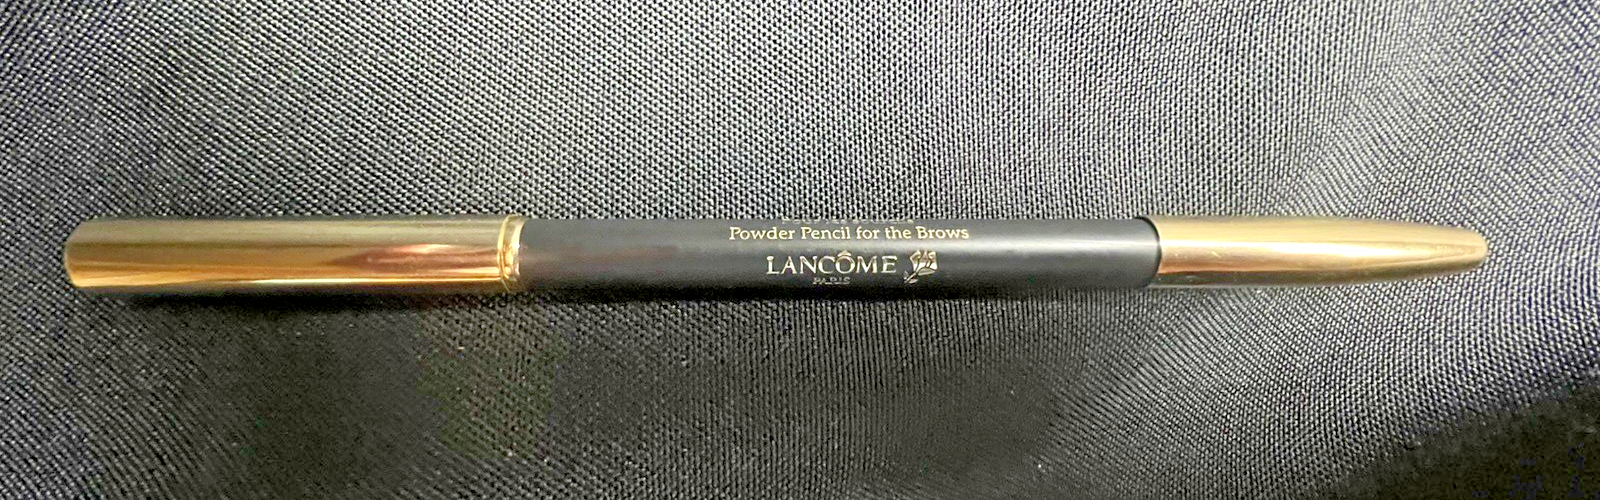 Powder Pencil for the Brows
LANCÔME
PARIS